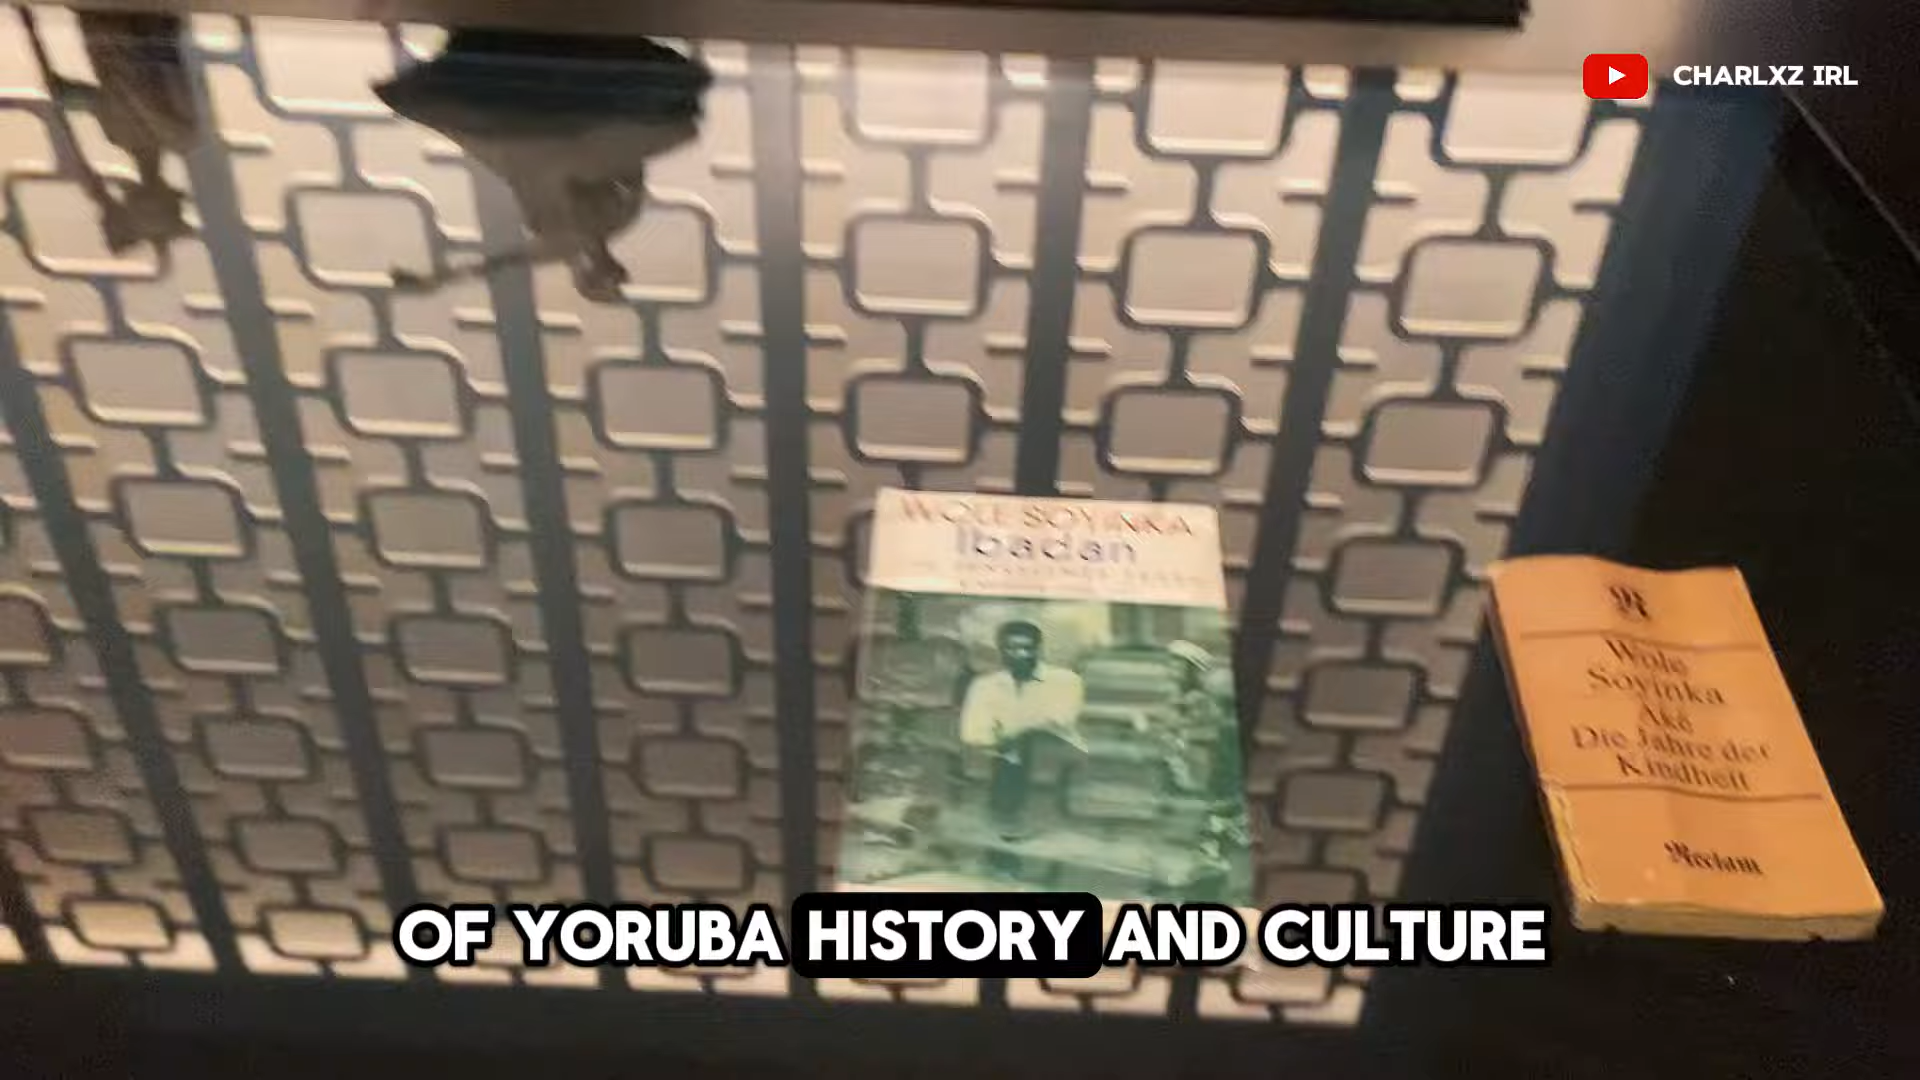 CHARLXZ IRL
WOLE SOYINKA
Ibadan
Wole
Soyinka
Aké
Die Jahre der
Kindheit
Reclam
OF YORUBA HISTORY AND CULTURE